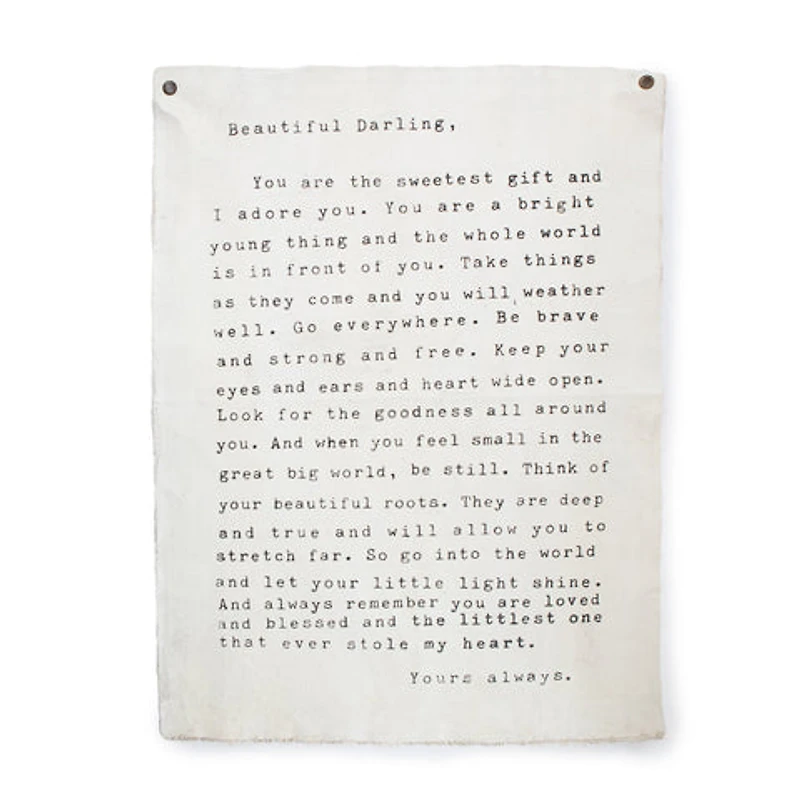 Beautiful Darling,
You are the sweetest gift and
I adore you. You are a bright
young thing and the whole world
is in front of you. Take things
as they come and you will weather
well. Go everywhere. Be brave
and strong and free. Keep your
eyes and ears and heart wide open.
Look for the goodness all around
you. And when you feel small in the
great big world, be still. Think of
your beautiful roots. They are deep
and true and will allow you to
stretch far. So go into the world
and let your little light shine.
And always remember you are loved
and blessed and the littlest one
that ever stole my heart.
Yours always.